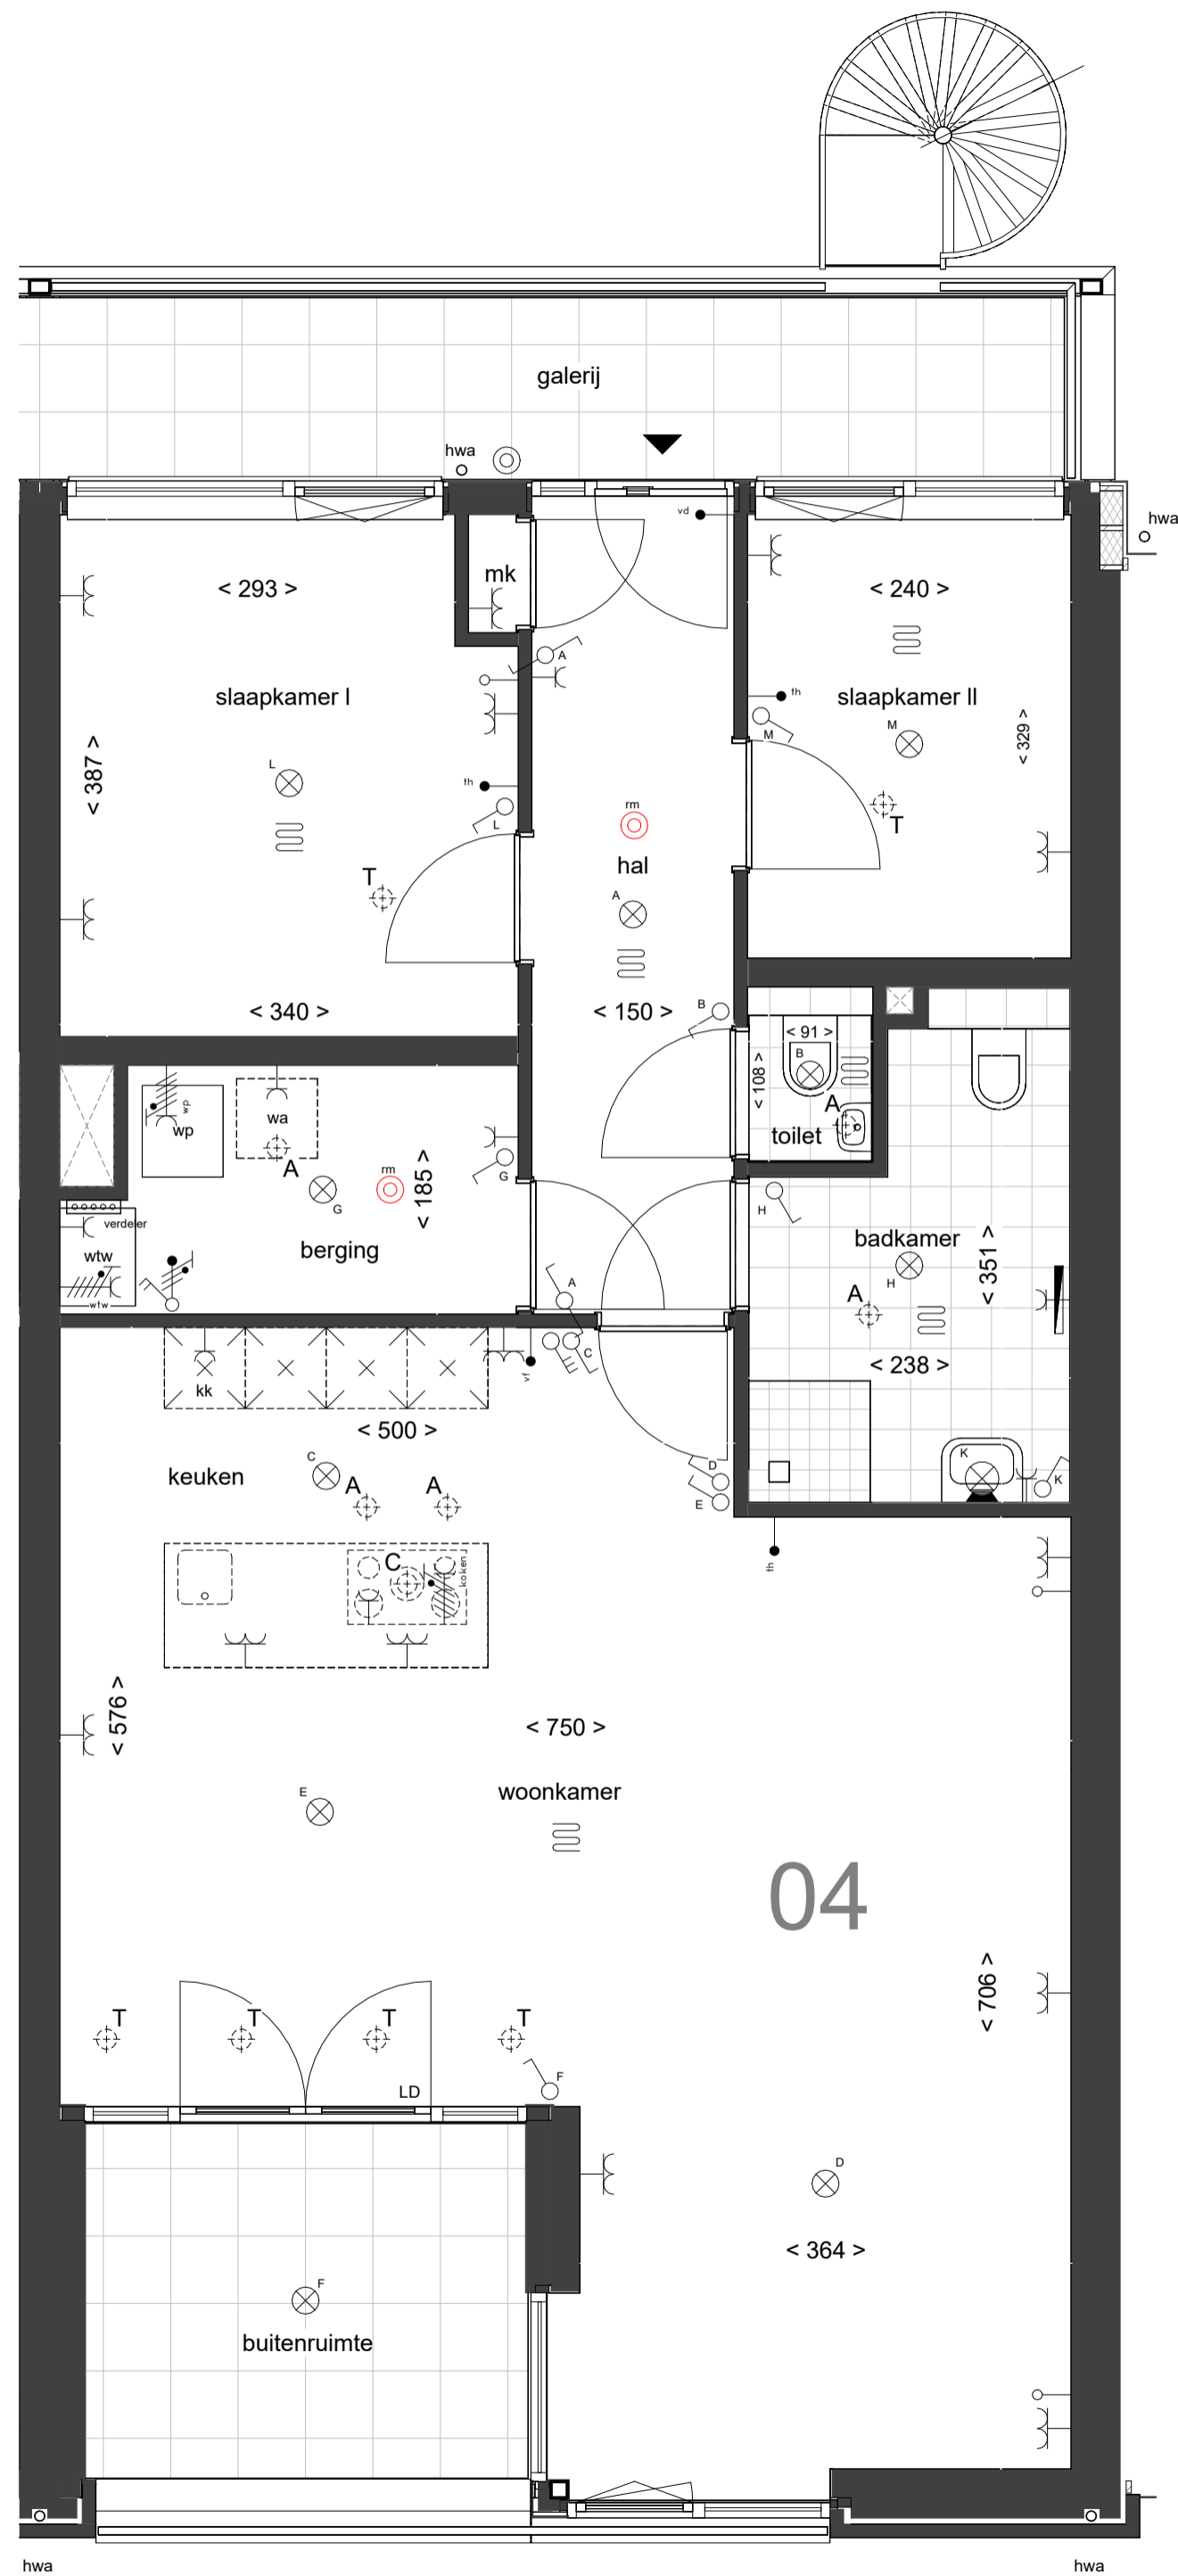 galerij
hwa
hwa
vd
mk
< 293 >
< 240 >
A
slaapkamer I
th
slaapkamer II
M
M
< 329 >
< 387 >
L
th
L
rm
T
T
hal
A
< 340 >
< 150 >
B
< 91 >
B
< 108 >
A
toilet
wp
wp
wa
A
G
rm
< 185 >
G
H
verdeler
wtw
wtw
berging
badkamer
H
< 351 >
A
A
C
vf
< 238 >
kk
< 500 >
keuken
C
A
A
D
E
K
K
C
koken
th
< 576 >
< 750 >
woonkamer
E
04
< 706 >
T
T
T
T
F
LD
D
< 364 >
F
buitenruimte
hwa
hwa